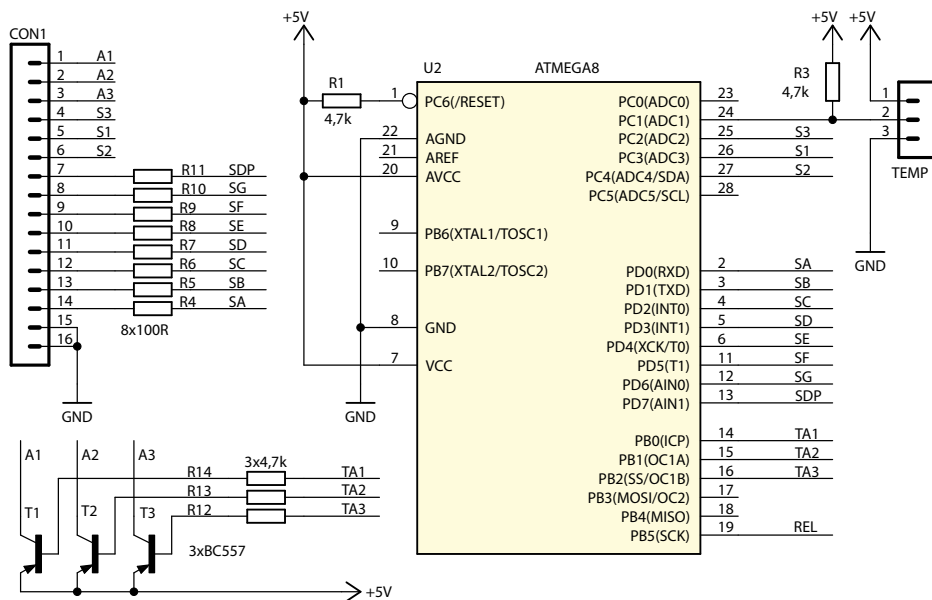 CON1
1 A1
2 A2
3 A3
4 S3
5 S1
6 S2
7 R11 SDP
8 R10 SG
9 R9 SF
10 R8 SE
11 R7 SD
12 R6 SC
13 R5 SB
14 R4 SA
15 8x100R
16
GND
+5V
R1
4,7k
GND
U2 ATMEGA8
1 PC6(/RESET)
22 AGND
21 AREF
20 AVCC
9 PB6(XTAL1/TOSC1)
10 PB7(XTAL2/TOSC2)
8 GND
7 VCC
PC0(ADC0) 23
PC1(ADC1) 24
PC2(ADC2) 25 S3
PC3(ADC3) 26 S1
PC4(ADC4/SDA) 27 S2
PC5(ADC5/SCL) 28
PD0(RXD) 2 SA
PD1(TXD) 3 SB
PD2(INT0) 4 SC
PD3(INT1) 5 SD
PD4(XCK/T0) 6 SE
PD5(T1) 11 SF
PD6(AIN0) 12 SG
PD7(AIN1) 13 SDP
PB0(ICP) 14 TA1
PB1(OC1A) 15 TA2
PB2(SS/OC1B) 16 TA3
PB3(MOSI/OC2) 17
PB4(MISO) 18
PB5(SCK) 19 REL
+5V +5V
R3
4,7k
1
2
3
TEMP
GND
A1 A2 A3
R14 3x4,7k TA1
R13 TA2
R12 TA3
T1 T2 T3
3xBC557
+5V